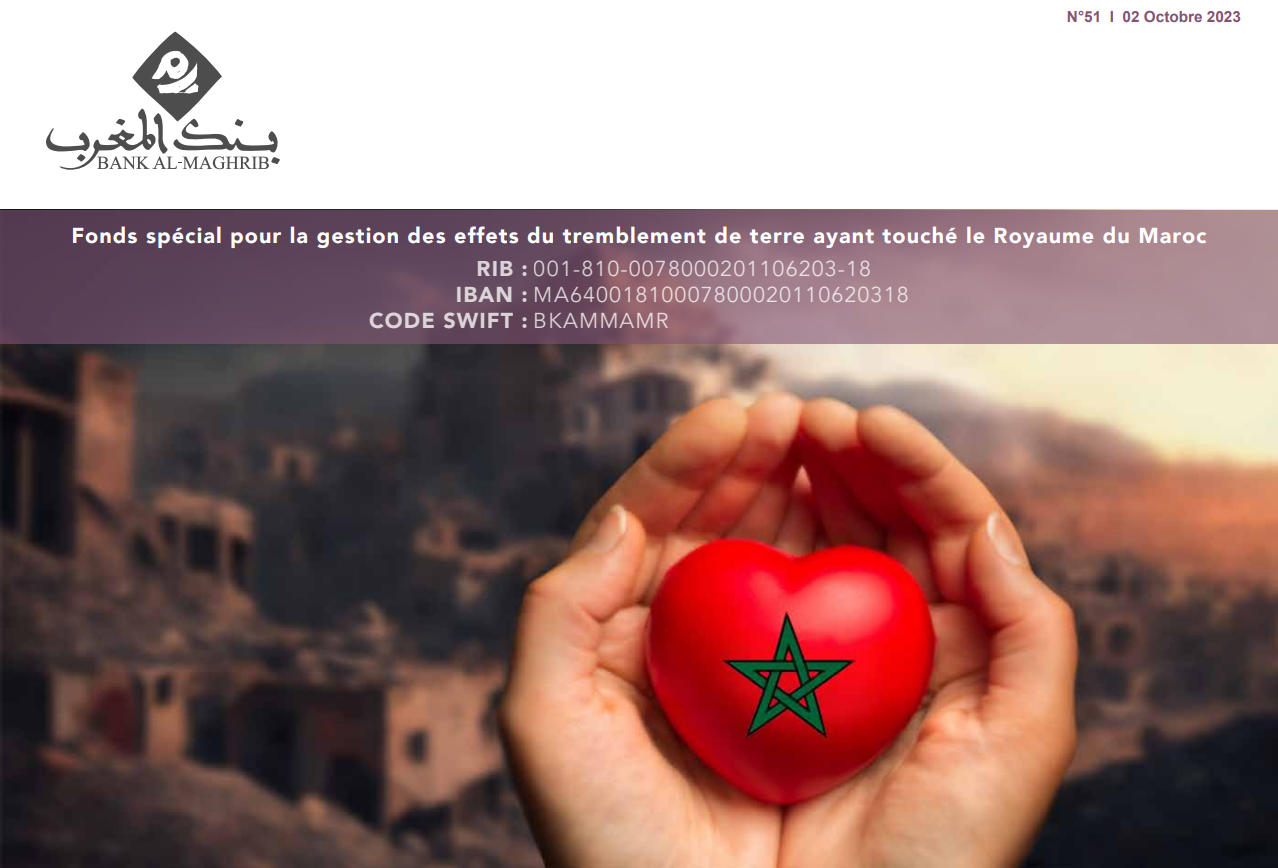 N°51 I 02 Octobre 2023
بنك المغرب
BANK AL-MAGHRIB
Fonds spécial pour la gestion des effets du tremblement de terre ayant touché le Royaume du Maroc
RIB : 001-810-0078000201106203-18
IBAN : MA64001810007800020110620318
CODE SWIFT : BKAMMAMR